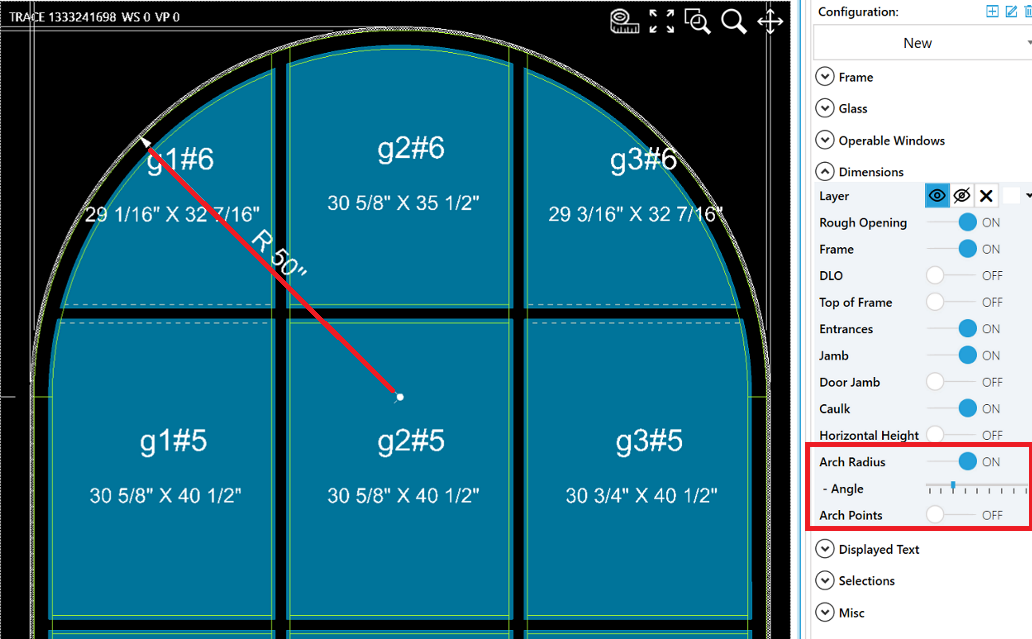 TRACE 1333241698 WS 0 VP 0
g1#6
g2#6
g3#6
29 1/16" X 32 7/16"
30 5/8" X 35 1/2"
29 3/16" X 32 7/16"
R 50"
g1#5
g2#5
g3#5
30 5/8" X 40 1/2"
30 5/8" X 40 1/2"
30 3/4" X 40 1/2"
Configuration:
New
Frame
Glass
Operable Windows
Dimensions
Layer
Rough Opening ON
Frame ON
DLO OFF
Top of Frame OFF
Entrances ON
Jamb ON
Door Jamb OFF
Caulk ON
Horizontal Height OFF
Arch Radius ON
- Angle
Arch Points OFF
Displayed Text
Selections
Misc